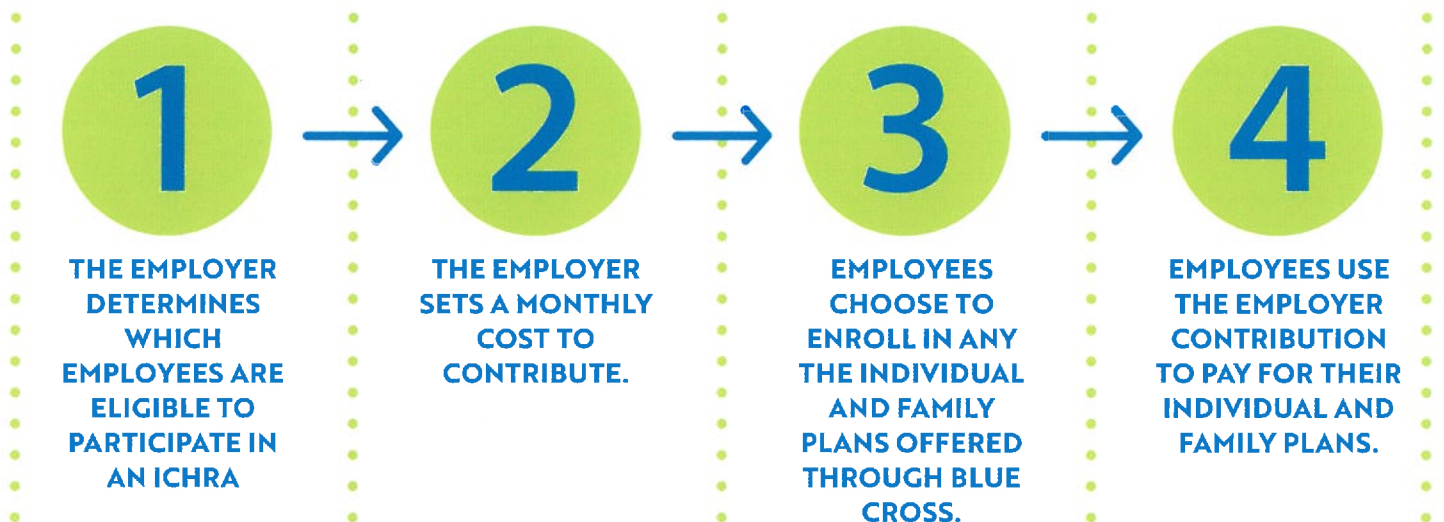 1
THE EMPLOYER
DETERMINES
WHICH
EMPLOYEES ARE
ELIGIBLE TO
PARTICIPATE IN
AN ICHRA
2
THE EMPLOYER
SETS A MONTHLY
COST TO
CONTRIBUTE.
3
EMPLOYEES
CHOOSE TO
ENROLL IN ANY
THE INDIVIDUAL
AND FAMILY
PLANS OFFERED
THROUGH BLUE
CROSS.
4
EMPLOYEES USE
THE EMPLOYER
CONTRIBUTION
TO PAY FOR THEIR
INDIVIDUAL AND
FAMILY PLANS.